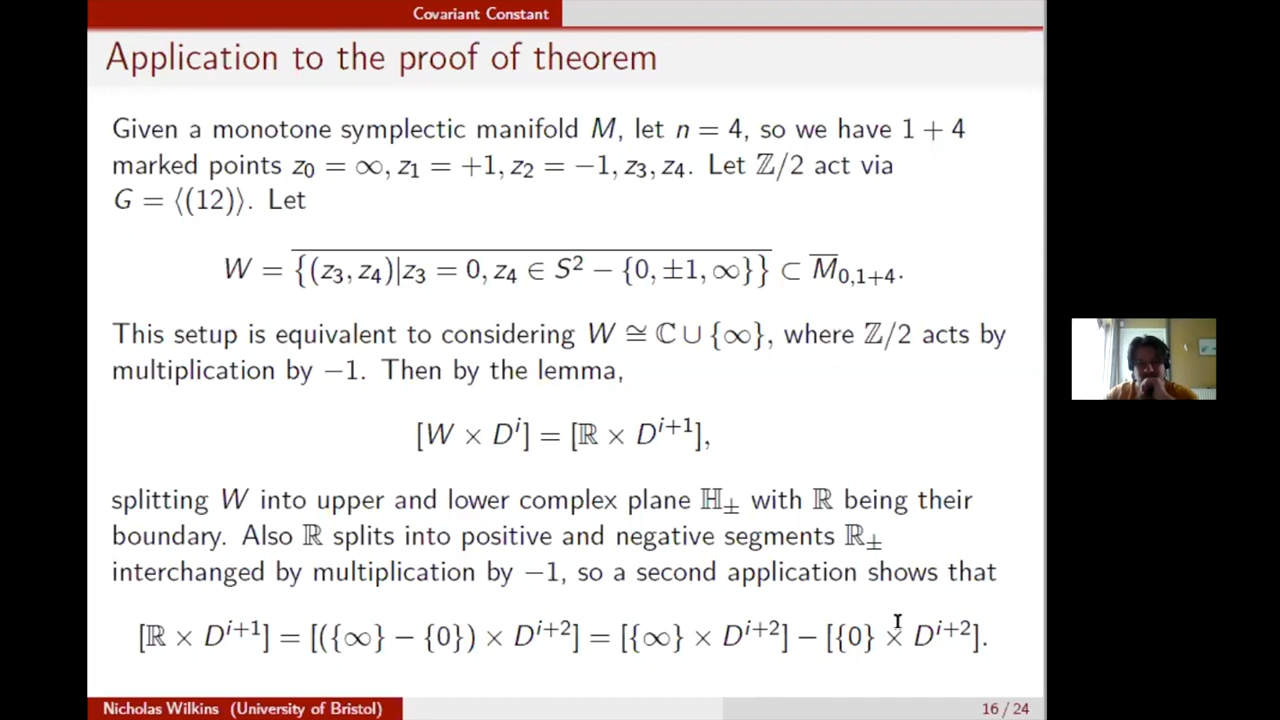 Covariant Constant
Application to the proof of theorem
Given a monotone symplectic manifold M, let n = 4, so we have 1 + 4
marked points z₀ = ∞, z₁ = +1, z₂ = −1, z₃, z₄. Let ℤ/2 act via
G = ⟨(12)⟩. Let
W = \overline{{(z₃, z₄)|z₃ = 0, z₄ ∈ S² − {0, ±1, ∞}}} ⊂ \overline{M}₀,₁₊₄.
This setup is equivalent to considering W ≅ ℂ ∪ {∞}, where ℤ/2 acts by
multiplication by −1. Then by the lemma,
[W × Dⁱ] = [ℝ × Dⁱ⁺¹],
splitting W into upper and lower complex plane ℍ± with ℝ being their
boundary. Also ℝ splits into positive and negative segments ℝ±
interchanged by multiplication by −1, so a second application shows that
[ℝ × Dⁱ⁺¹] = [({∞} − {0}) × Dⁱ⁺²] = [{∞} × Dⁱ⁺²] − [{0} × Dⁱ⁺²].
Nicholas Wilkins (University of Bristol)
16 / 24